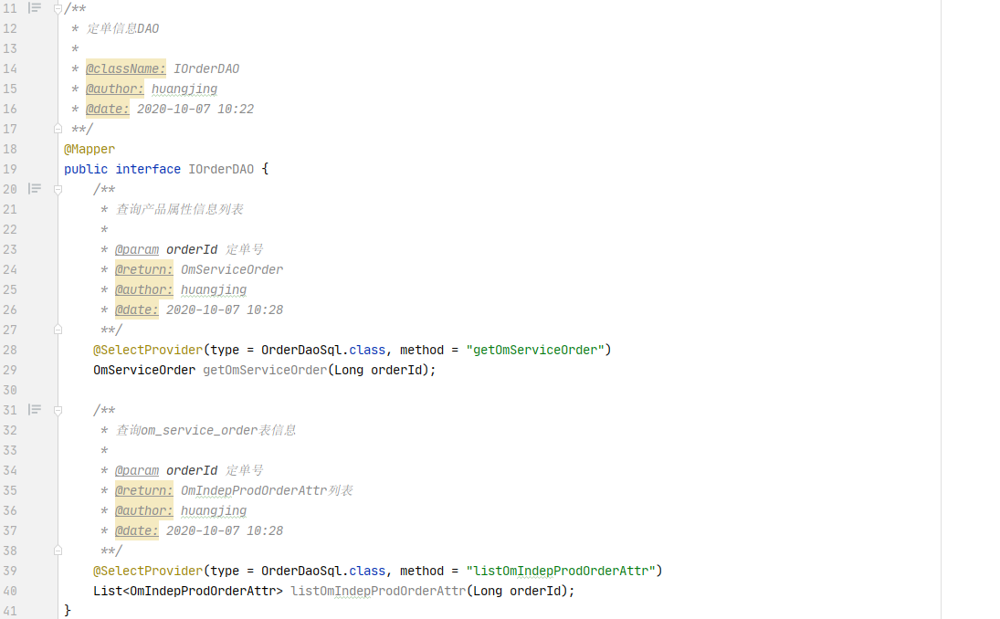 11 /**
12 * 定单信息DAO
13 *
14 * @className: IOrderDAO
15 * @author: huangjing
16 * @date: 2020-10-07 10:22
17 **/
18 @Mapper
19 public interface IOrderDAO {
20 /**
21 * 查询产品属性信息列表
22 *
23 * @param orderId 定单号
24 * @return: OmServiceOrder
25 * @author: huangjing
26 * @date: 2020-10-07 10:28
27 **/
28 @SelectProvider(type = OrderDaoSql.class, method = "getOmServiceOrder")
29 OmServiceOrder getOmServiceOrder(Long orderId);
30
31 /**
32 * 查询om_service_order表信息
33 *
34 * @param orderId 定单号
35 * @return: OmIndepProdOrderAttr列表
36 * @author: huangjing
37 * @date: 2020-10-07 10:28
38 **/
39 @SelectProvider(type = OrderDaoSql.class, method = "listOmIndepProdOrderAttr")
40 List<OmIndepProdOrderAttr> listOmIndepProdOrderAttr(Long orderId);
41 }